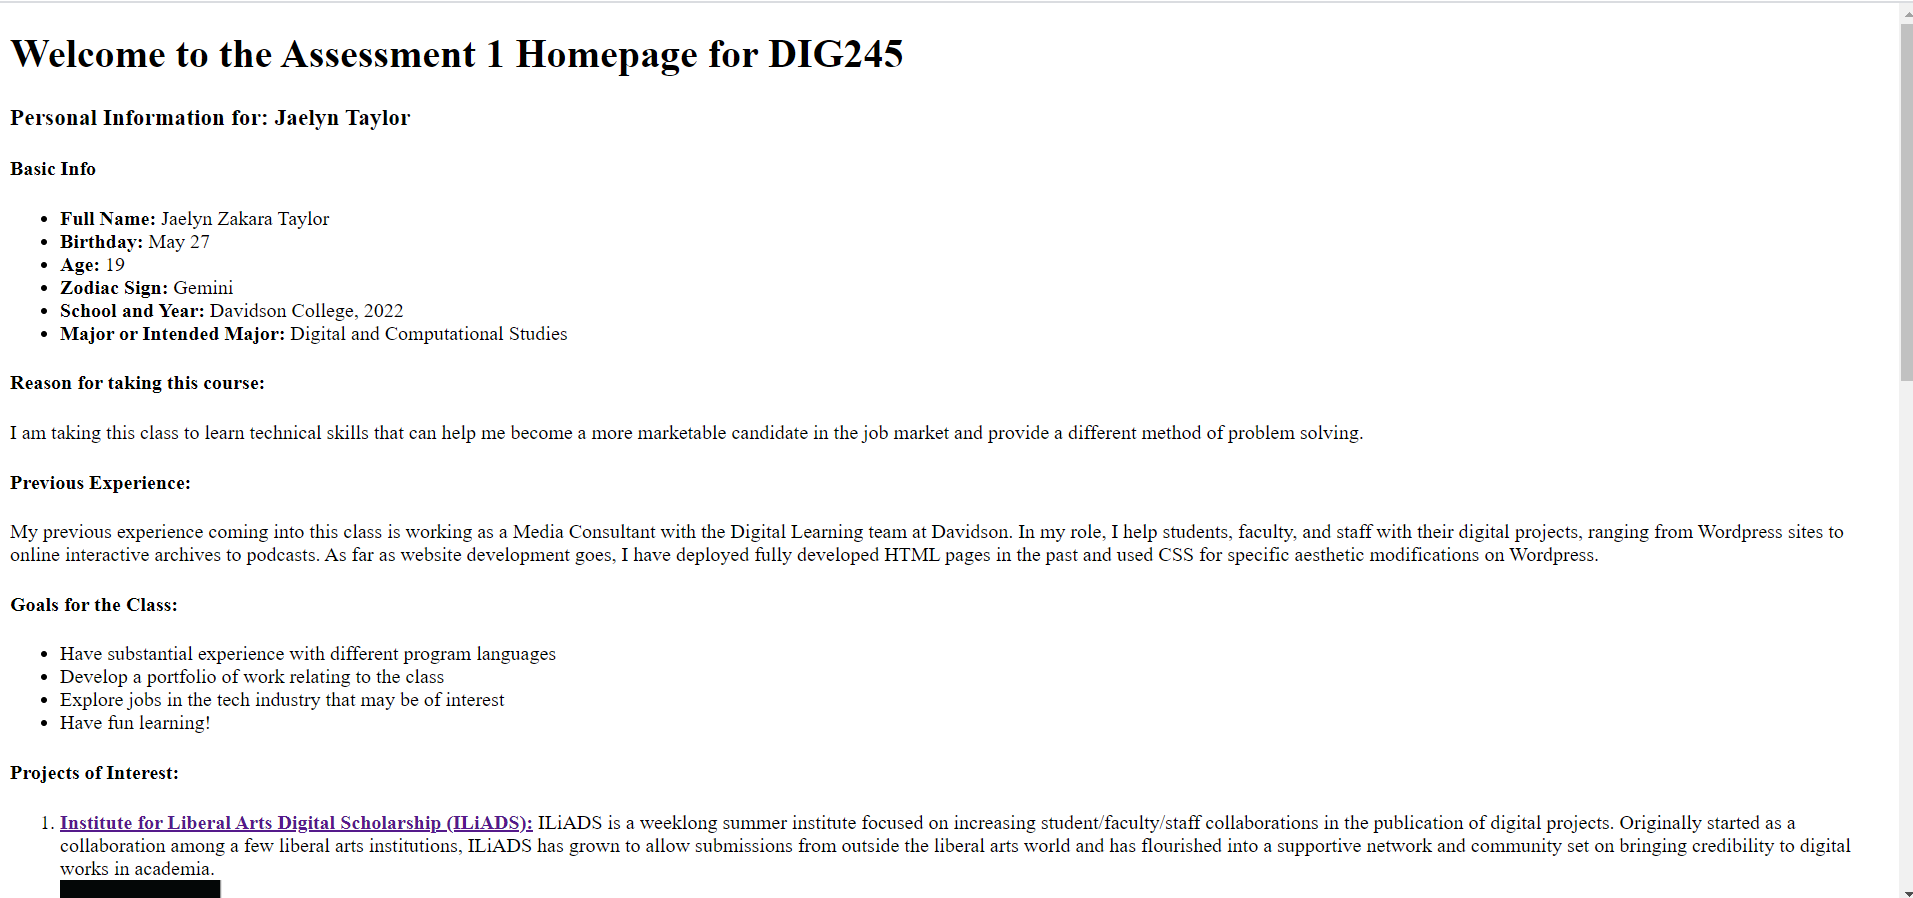 Welcome to the Assessment 1 Homepage for DIG245
Personal Information for: Jaelyn Taylor
Basic Info
• Full Name: Jaelyn Zakara Taylor
• Birthday: May 27
• Age: 19
• Zodiac Sign: Gemini
• School and Year: Davidson College, 2022
• Major or Intended Major: Digital and Computational Studies
Reason for taking this course:
I am taking this class to learn technical skills that can help me become a more marketable candidate in the job market and provide a different method of problem solving.
Previous Experience:
My previous experience coming into this class is working as a Media Consultant with the Digital Learning team at Davidson. In my role, I help students, faculty, and staff with their digital projects, ranging from Wordpress sites to
online interactive archives to podcasts. As far as website development goes, I have deployed fully developed HTML pages in the past and used CSS for specific aesthetic modifications on Wordpress.
Goals for the Class:
• Have substantial experience with different program languages
• Develop a portfolio of work relating to the class
• Explore jobs in the tech industry that may be of interest
• Have fun learning!
Projects of Interest:
1. Institute for Liberal Arts Digital Scholarship (ILiADS): ILiADS is a weeklong summer institute focused on increasing student/faculty/staff collaborations in the publication of digital projects. Originally started as a
collaboration among a few liberal arts institutions, ILiADS has grown to allow submissions from outside the liberal arts world and has flourished into a supportive network and community set on bringing credibility to digital
works in academia.